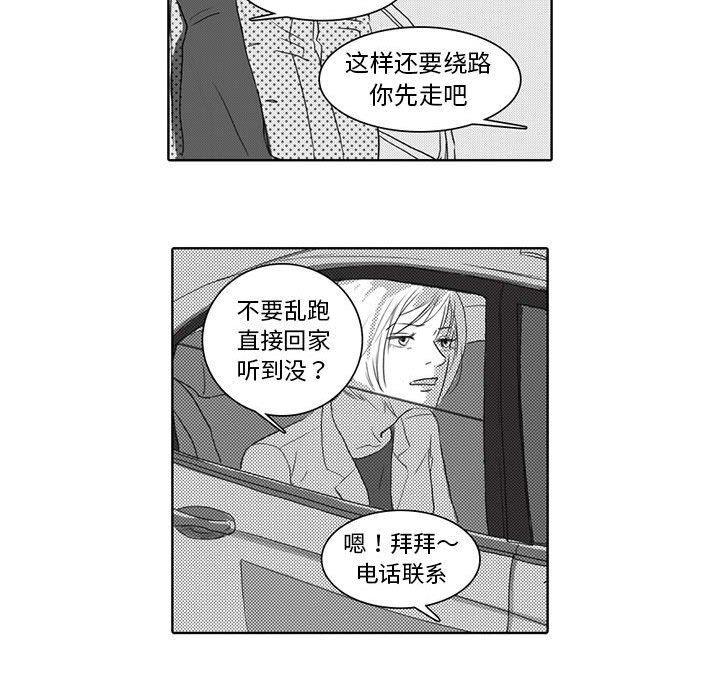 这样还要绕路
你先走吧
不要乱跑
直接回家
听到没？
嗯！拜拜～
电话联系